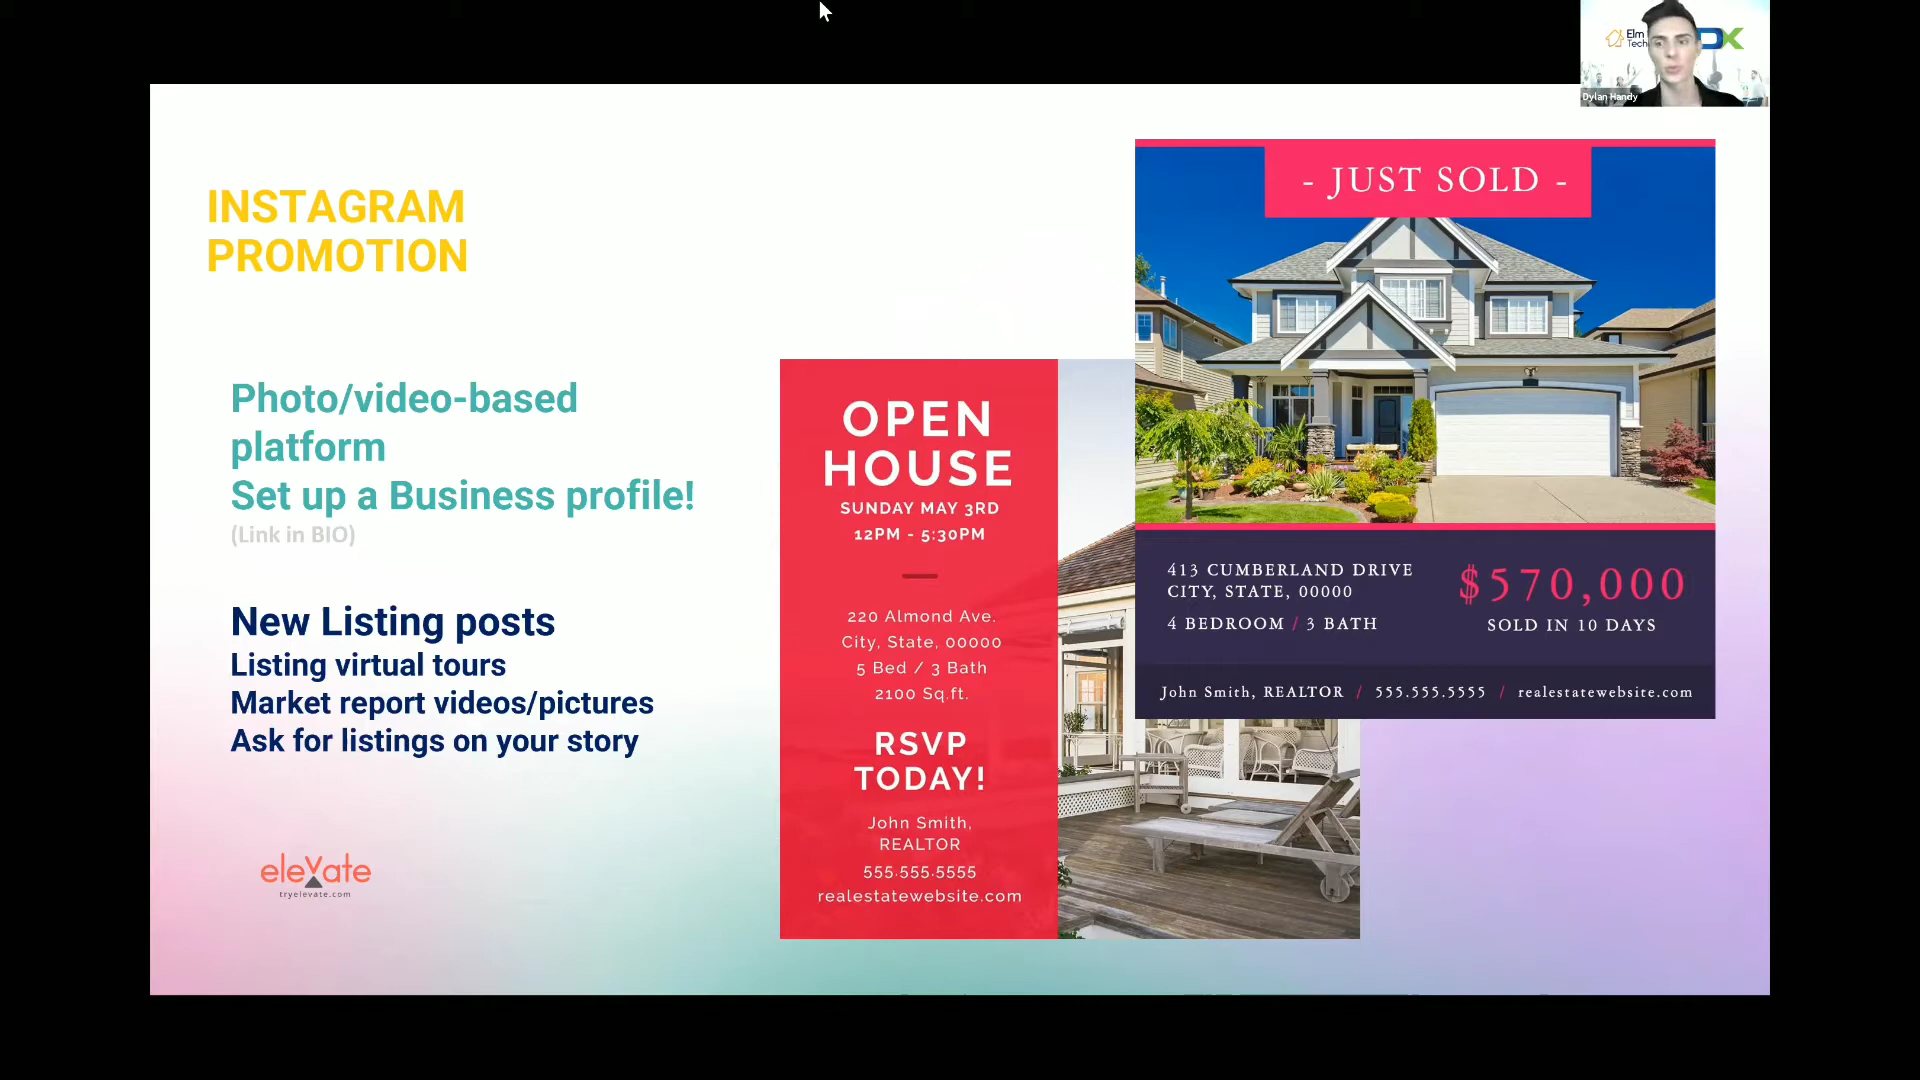 Elm
Tech
DX
Dylan Handy
INSTAGRAM
PROMOTION
Photo/video-based
platform
Set up a Business profile!
(Link in BIO)
New Listing posts
Listing virtual tours
Market report videos/pictures
Ask for listings on your story
elevate
tryelevate.com
OPEN
HOUSE
SUNDAY MAY 3RD
12PM - 5:30PM
220 Almond Ave.
City, State, 00000
5 Bed / 3 Bath
2100 Sq.ft.
RSVP
TODAY!
John Smith,
REALTOR
555.555.5555
realestatewebsite.com
- JUST SOLD -
413 CUMBERLAND DRIVE
CITY, STATE, 00000
4 BEDROOM / 3 BATH
$570,000
SOLD IN 10 DAYS
John Smith, REALTOR / 555.555.5555 / realestatewebsite.com